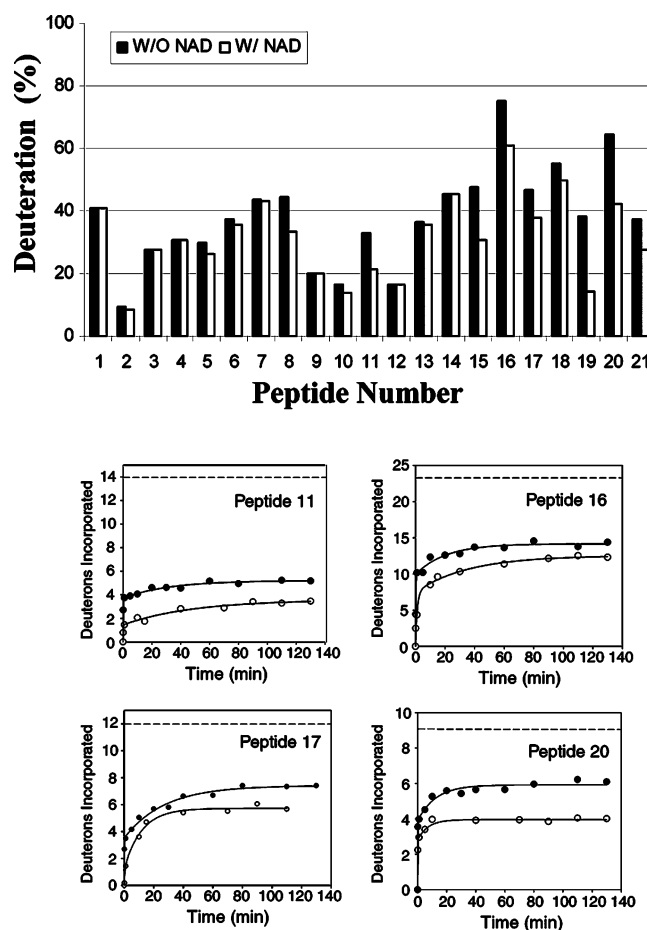 Deuteration (%)
100
80
60
40
20
0
W/O NAD W/ NAD
1 2 3 4 5 6 7 8 9 10 11 12 13 14 15 16 17 18 19 20 21
Peptide Number
Deuterons Incorporated
14
12
10
8
6
4
2
0
Peptide 11
0 20 40 60 80 100 120 140
Time (min)
Deuterons Incorporated
25
20
15
10
5
0
Peptide 16
0 20 40 60 80 100 120 140
Time (min)
Deuterons Incorporated
12
10
8
6
4
2
0
Peptide 17
0 20 40 60 80 100 120 140
Time (min)
Deuterons Incorporated
10
8
6
4
2
0
Peptide 20
0 20 40 60 80 100 120 140
Time (min)